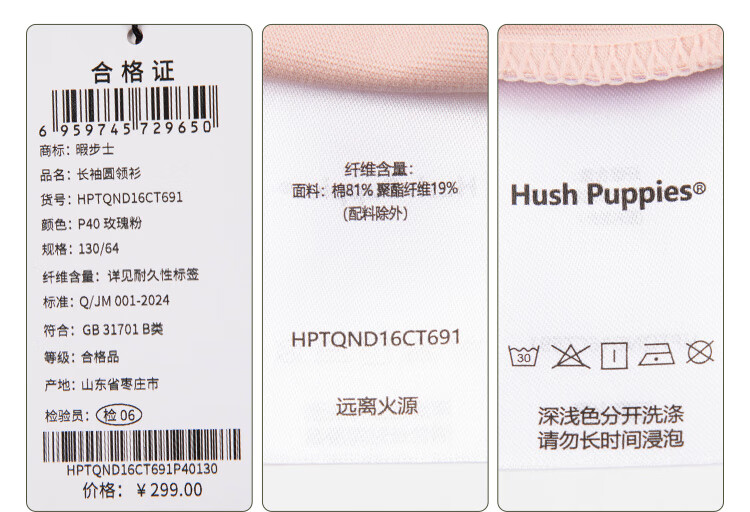 合格证
6 959745 729650
商标：暇步士
品名：长袖圆领衫
货号：HPTQND16CT691
颜色：P40 玫瑰粉
规格：130/64
纤维含量：详见耐久性标签
标准：Q/JM 001-2024
符合：GB 31701 B类
等级：合格品
产地：山东省枣庄市
检验员：检 06
HPTQND16CT691P40130
价格：￥299.00
纤维含量：
面料：棉81% 聚酯纤维19%
（配料除外）
HPTQND16CT691
远离火源
Hush Puppies®
30
深浅色分开洗涤
请勿长时间浸泡